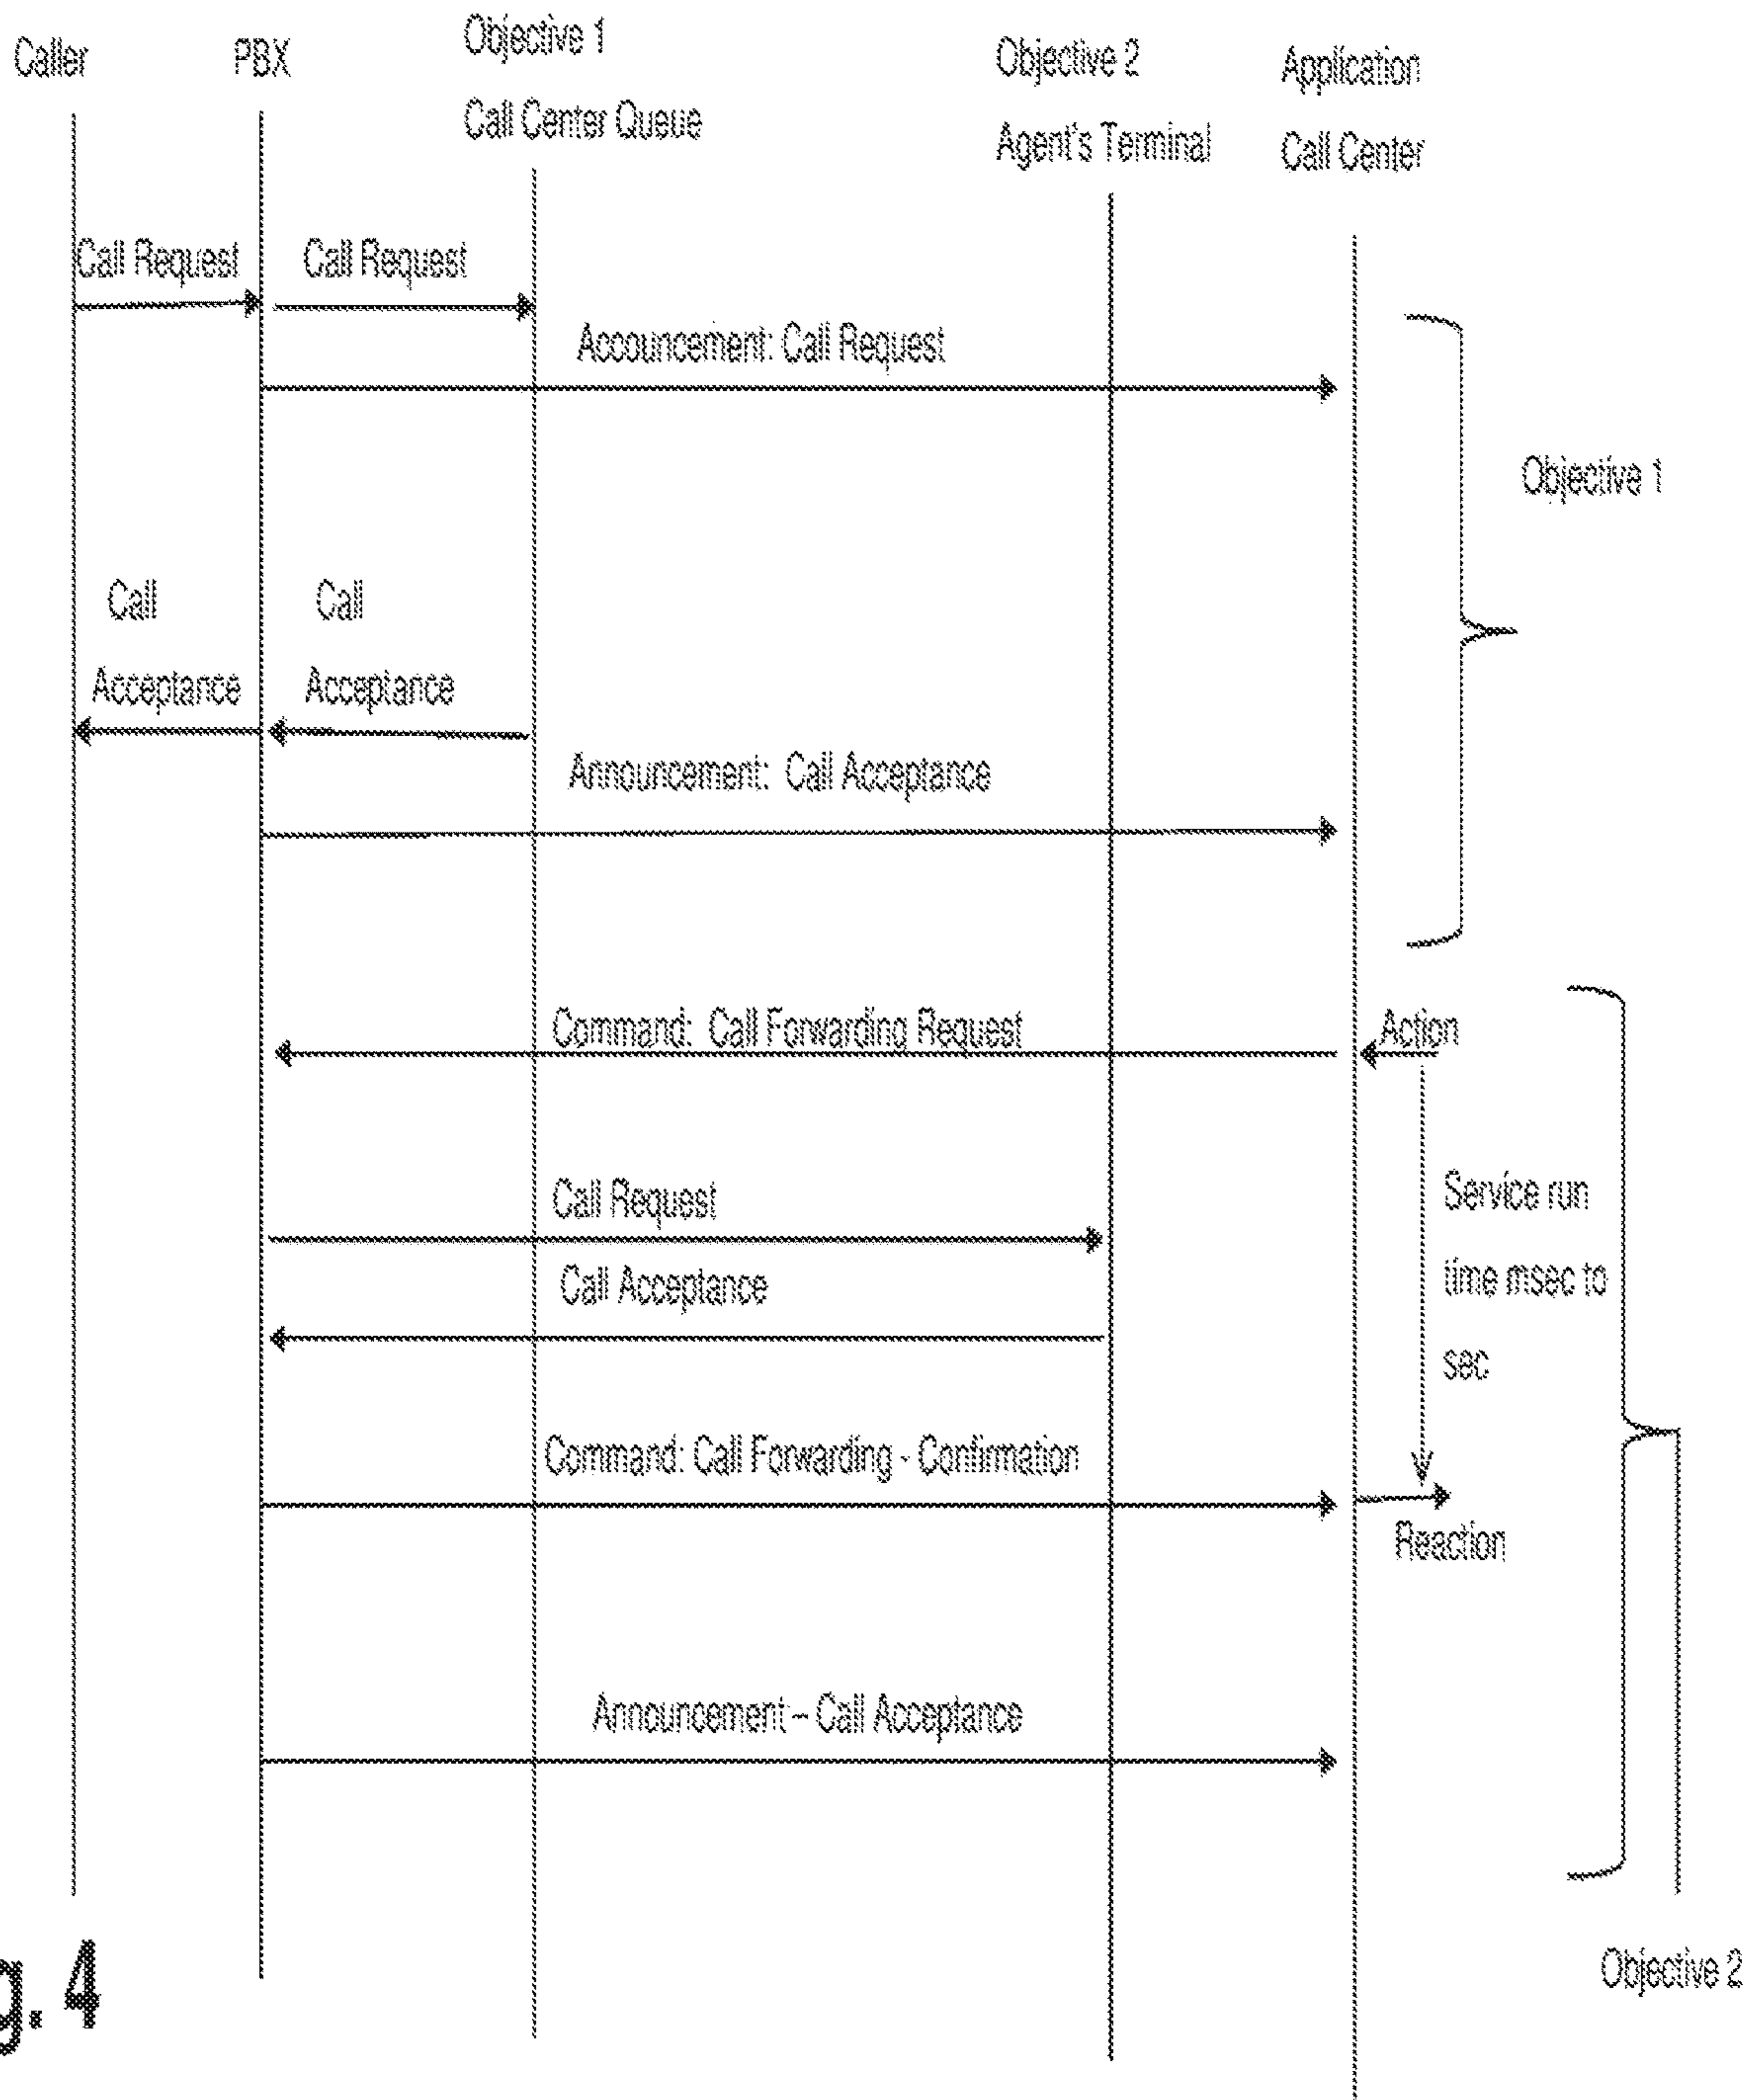 Caller
PBX
Objective 1
Call Center Queue
Objective 2
Agent's Terminal
Application
Call Center
Call Request
Call Request
Accouncement: Call Request
Objective 1
Call
Acceptance
Call
Acceptance
Announcement: Call Acceptance
Command: Call Forwarding Request
Action
Call Request
Service run
time msec to
sec
Call Acceptance
Command: Call Forwarding - Confirmation
Reaction
Announcement – Call Acceptance
Objective 2
g. 4